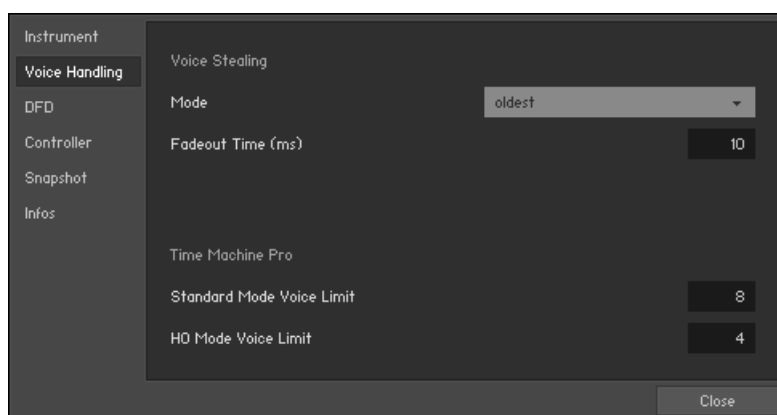 Instrument
Voice Handling
DFD
Controller
Snapshot
Infos
Voice Stealing
Mode oldest
Fadeout Time (ms) 10
Time Machine Pro
Standard Mode Voice Limit 8
HQ Mode Voice Limit 4
Close